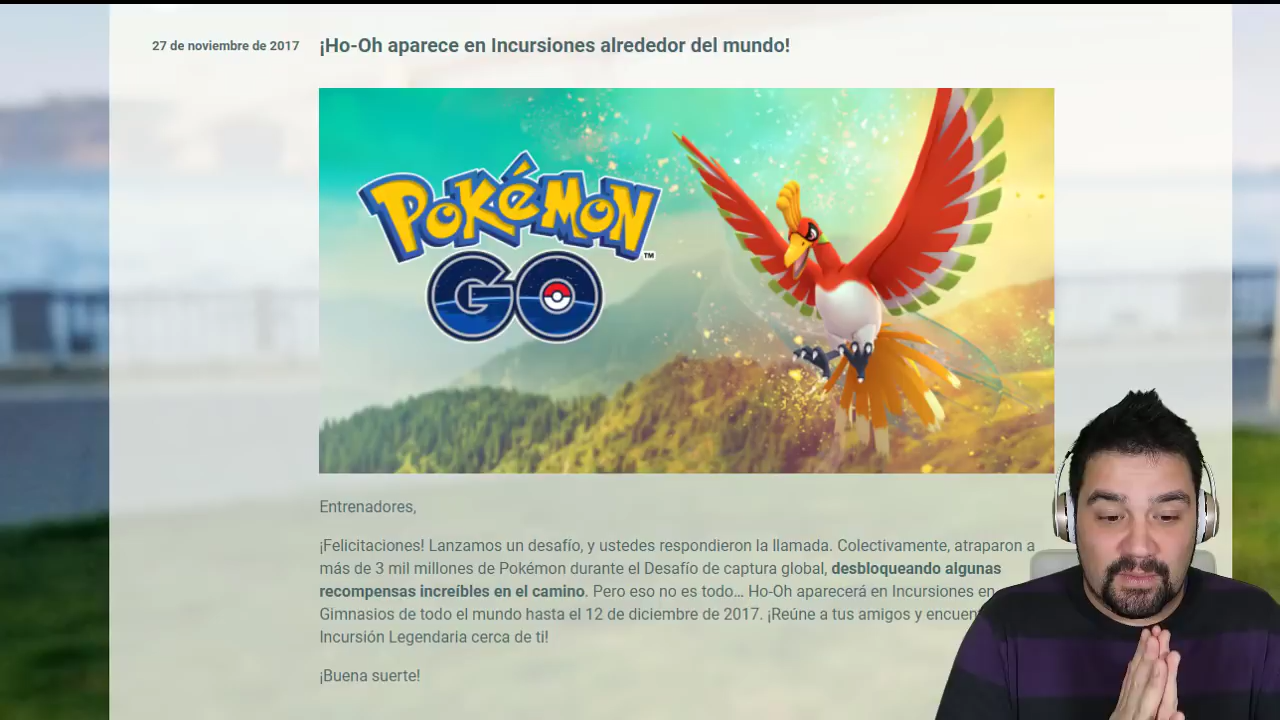 27 de noviembre de 2017
¡Ho-Oh aparece en Incursiones alrededor del mundo!
POKéMON
GO
TM
Entrenadores,
¡Felicitaciones! Lanzamos un desafío, y ustedes respondieron la llamada. Colectivamente, atraparon a
más de 3 mil millones de Pokémon durante el Desafío de captura global, desbloqueando algunas
recompensas increíbles en el camino. Pero eso no es todo… Ho-Oh aparecerá en Incursiones en
Gimnasios de todo el mundo hasta el 12 de diciembre de 2017. ¡Reúne a tus amigos y
Incursión Legendaria cerca de ti!
¡Buena suerte!